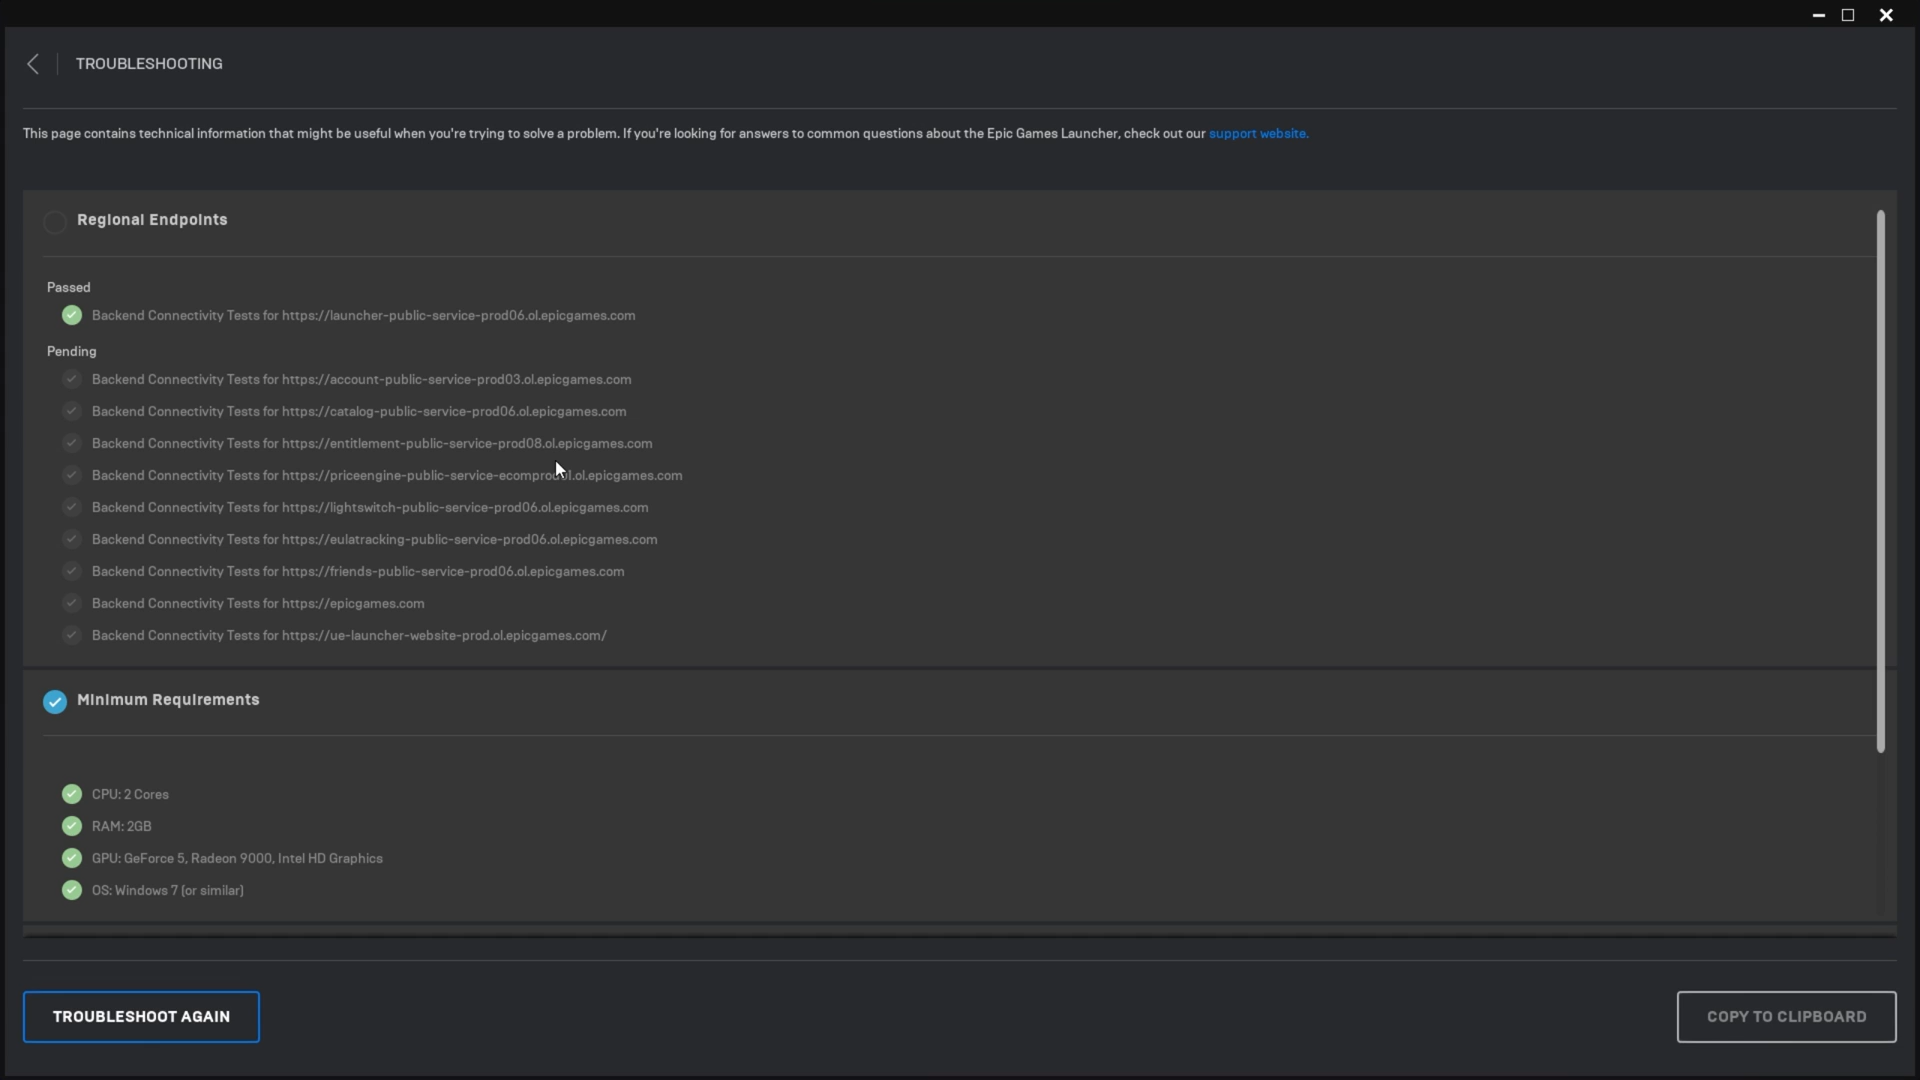 TROUBLESHOOTING
This page contains technical information that might be useful when you're trying to solve a problem. If you're looking for answers to common questions about the Epic Games Launcher, check out our support website.
Regional Endpoints
Passed
Backend Connectivity Tests for https://launcher-public-service-prod06.ol.epicgames.com
Pending
Backend Connectivity Tests for https://account-public-service-prod03.ol.epicgames.com
Backend Connectivity Tests for https://catalog-public-service-prod06.ol.epicgames.com
Backend Connectivity Tests for https://entitlement-public-service-prod08.ol.epicgames.com
Backend Connectivity Tests for
Backend Connectivity Tests for https://lightswitch-public-service-prod06.ol.epicgames.com
Backend Connectivity Tests for https://eulatracking-public-service-prod06.ol.epicgames.com
Backend Connectivity Tests for https://friends-public-service-prod06.ol.epicgames.com
Backend Connectivity Tests for https://epicgames.com
Backend Connectivity Tests for https://ue-launcher-website-prod.ol.epicgames.com/
Minimum Requirements
CPU: 2 Cores
RAM: 2GB
GPU: GeForce 5, Radeon 9000, Intel HD Graphics
OS: Windows 7 (or similar)
TROUBLESHOOT AGAIN
COPY TO CLIPBOARD